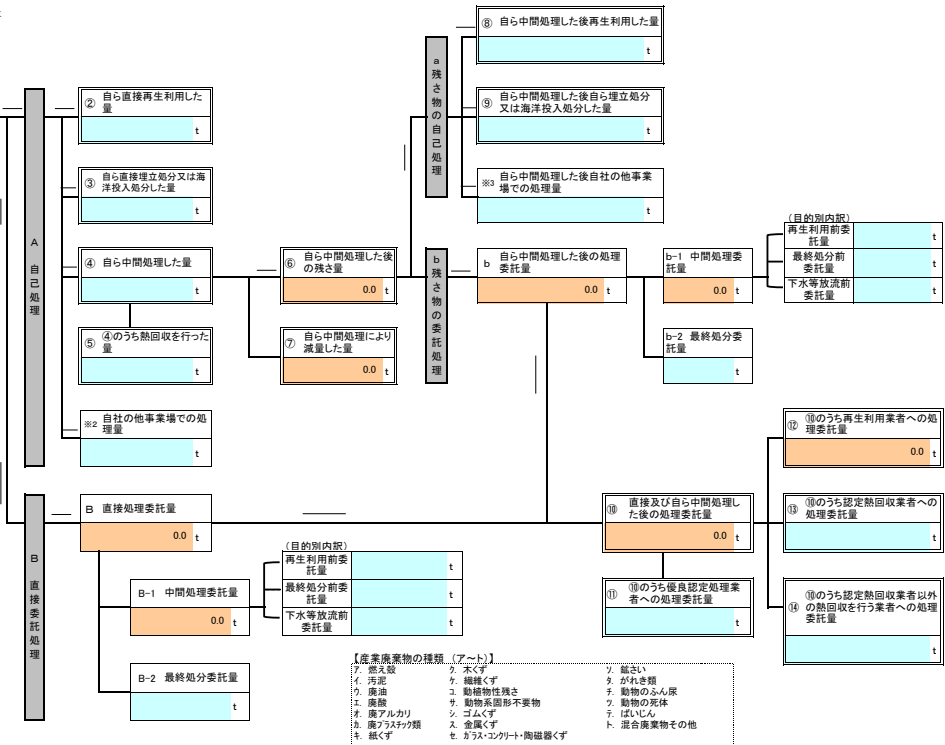 ⑧ 自ら中間処理した後再生利用した量
t
a 残さ物の自己処理
② 自ら直接再生利用した
量
t
⑨ 自ら中間処理した後自ら埋立処分
又は海洋投入処分した量
t
③ 自ら直接埋立処分又は海
洋投入処分した量
t
※3 自ら中間処理した後自社の他事業
場での処理量
t
A 自己処理
④ 自ら中間処理した量
t
⑥ 自ら中間処理した後
の残さ量
0.0 t
b 残さ物の委託処理
b 自ら中間処理した後の処理
委託量
0.0 t
b-1 中間処理委
託量
0.0 t
(目的別内訳)
再生利用前委
託量
t
最終処分前
委託量
t
下水等放流前
委託量
t
⑤ ④のうち熱回収を行った
量
t
⑦ 自ら中間処理により
減量した量
0.0 t
b-2 最終処分委
託量
t
※2 自社の他事業場での処
理量
t
⑫ ⑩のうち再生利用業者への処
理委託量
0.0 t
B 直接委託処理
B 直接処理委託量
0.0 t
⑩ 直接及び自ら中間処理し
た後の処理委託量
0.0 t
⑬ ⑩のうち認定熱回収業者への
処理委託量
t
(目的別内訳)
再生利用前委
託量
t
最終処分前委
託量
t
下水等放流前
委託量
t
B-1 中間処理委託量
0.0 t
⑪ ⑩のうち優良認定処理業
者への処理委託量
t
⑭ ⑩のうち認定熱回収業者以外
の熱回収を行う業者への処理
委託量
t
B-2 最終処分委託量
t
【産業廃棄物の種類 (ア～ト)】
ア. 燃え殻 ク. 木くず ソ. 鉱さい
イ. 汚泥 ケ. 繊維くず タ. がれき類
ウ. 廃油 コ. 動植物性残さ チ. 動物のふん尿
エ. 廃酸 サ. 動物系固形不要物 ツ. 動物の死体
オ. 廃アルカリ シ. ゴムくず テ. ばいじん
カ. 廃プラスチック類 ス. 金属くず ト. 混合廃棄物その他
キ. 紙くず セ. ガラス・コンクリート・陶磁器くず